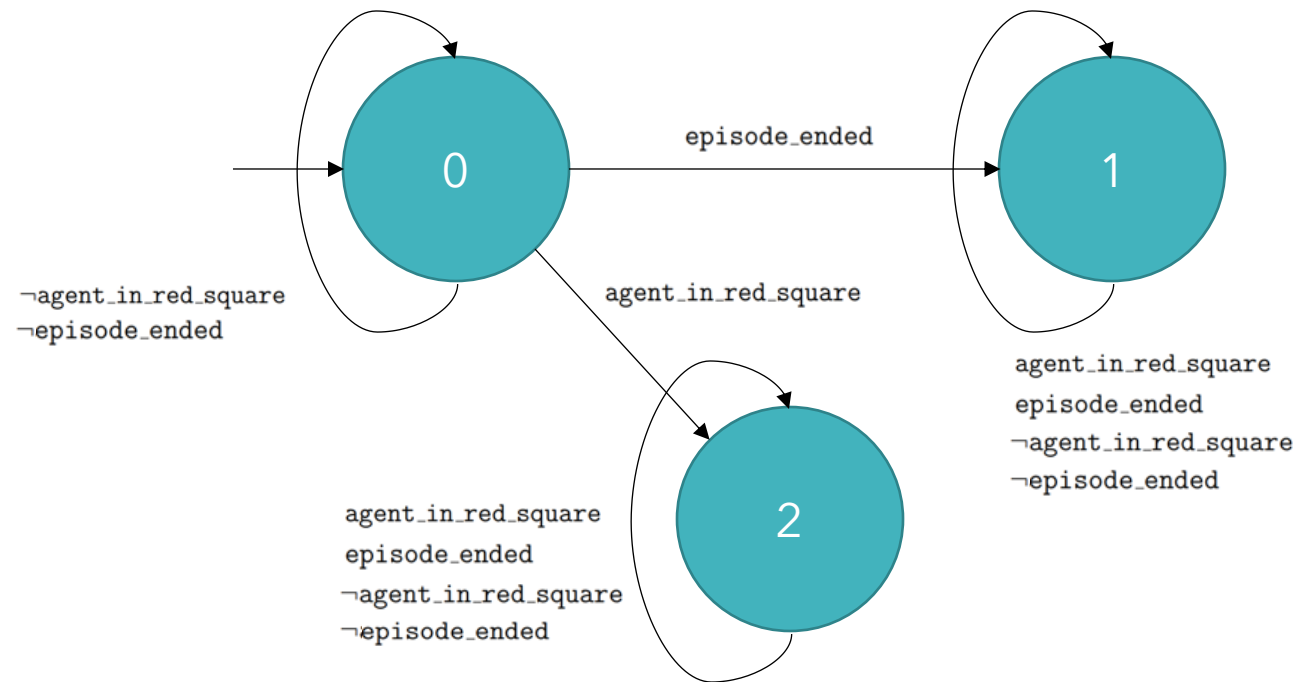 episode_ended
0
1
agent_in_red_square
¬agent_in_red_square
¬episode_ended
agent_in_red_square
episode_ended
¬agent_in_red_square
¬episode_ended
2
agent_in_red_square
episode_ended
¬agent_in_red_square
¬episode_ended